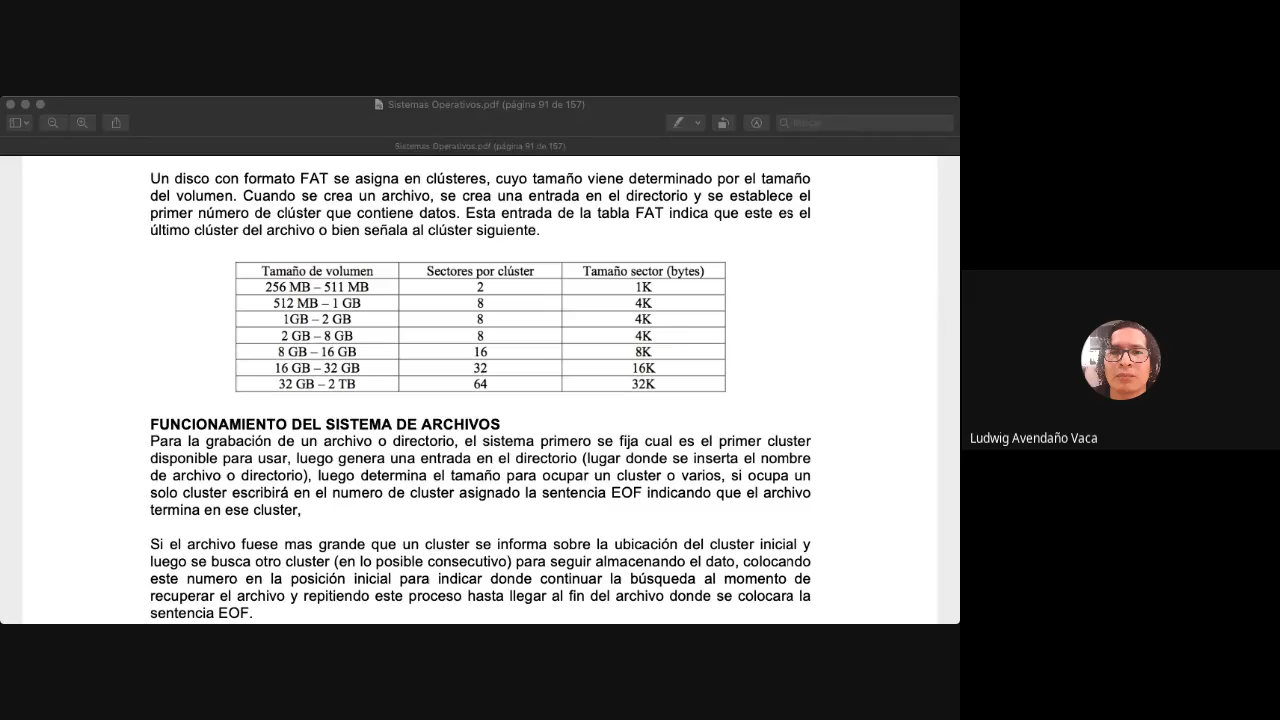 Sistemas Operativos.pdf (página 91 de 157)
Buscar
Sistemas Operativos.pdf (página 91 de 157)
Un disco con formato FAT se asigna en clústeres, cuyo tamaño viene determinado por el tamaño
del volumen. Cuando se crea un archivo, se crea una entrada en el directorio y se establece el
primer número de clúster que contiene datos. Esta entrada de la tabla FAT indica que este es el
último clúster del archivo o bien señala al clúster siguiente.
Tamaño de volumen Sectores por clúster Tamaño sector (bytes)
256 MB – 511 MB 2 1K
512 MB – 1 GB 8 4K
1GB – 2 GB 8 4K
2 GB – 8 GB 8 4K
8 GB – 16 GB 16 8K
16 GB – 32 GB 32 16K
32 GB – 2 TB 64 32K
FUNCIONAMIENTO DEL SISTEMA DE ARCHIVOS
Para la grabación de un archivo o directorio, el sistema primero se fija cual es el primer cluster
disponible para usar, luego genera una entrada en el directorio (lugar donde se inserta el nombre
de archivo o directorio), luego determina el tamaño para ocupar un cluster o varios, si ocupa un
solo cluster escribirá en el numero de cluster asignado la sentencia EOF indicando que el archivo
termina en ese cluster,
Si el archivo fuese mas grande que un cluster se informa sobre la ubicación del cluster inicial y
luego se busca otro cluster (en lo posible consecutivo) para seguir almacenando el dato, colocando
este numero en la posición inicial para indicar donde continuar la búsqueda al momento de
recuperar el archivo y repitiendo este proceso hasta llegar al fin del archivo donde se colocara la
sentencia EOF.
Ludwig Avendaño Vaca